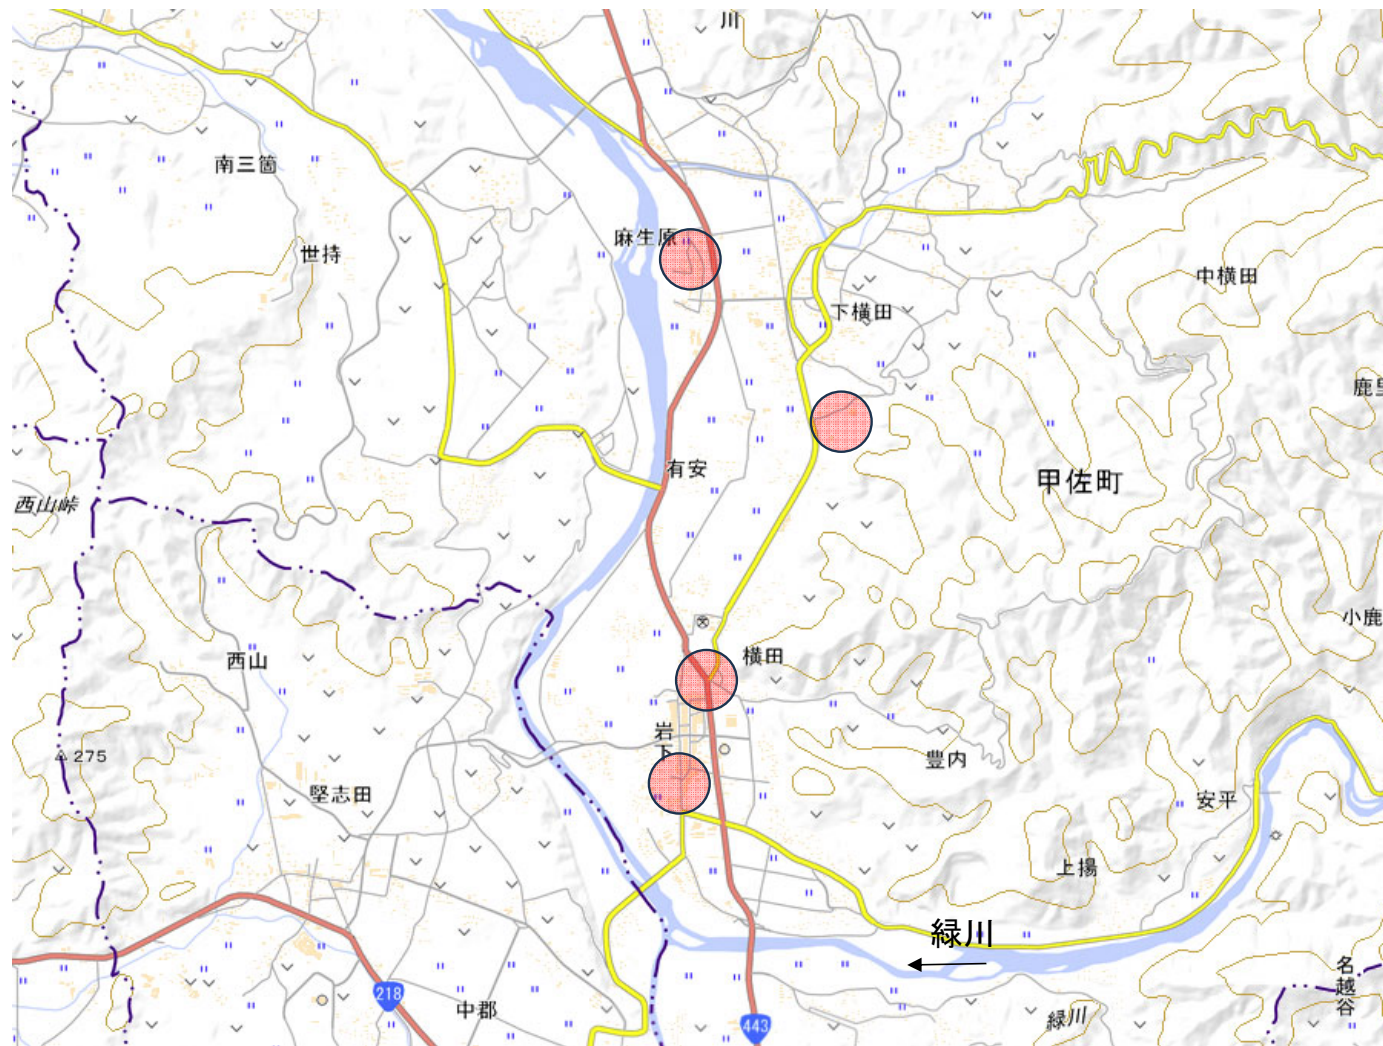 川
南三箇
麻生原
世持
中横田
下横田
有安
甲佐町
西山峠
小鹿
横田
西山
岩下
275
豊内
堅志田
安平
上揚
緑川
名越谷
218
中郡
緑川
443